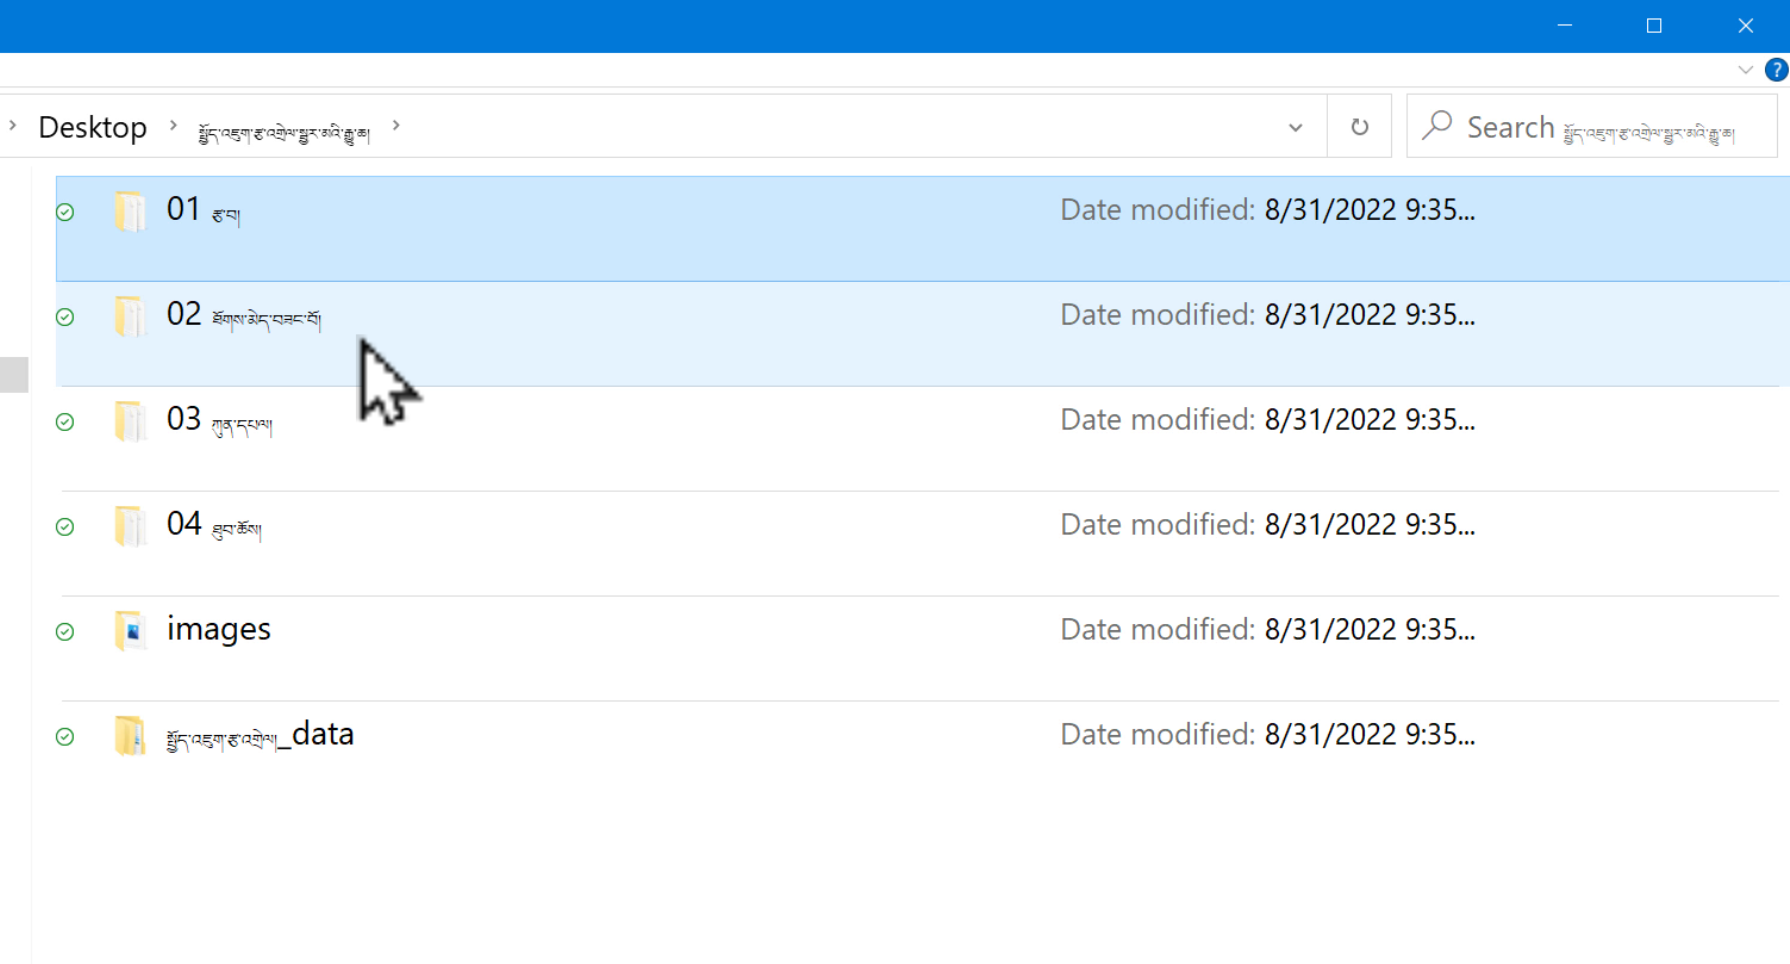 Desktop སྤྱོད་འཇུག་རྩ་འགྲེལ་སྦྱར་མའི་རྒྱུ་ཆ།
Search སྤྱོད་འཇུག་རྩ་འགྲེལ་སྦྱར་མའི་རྒྱུ་ཆ།
01 རྩ་བ། Date modified: 8/31/2022 9:35...
02 ཐོགས་མེད་བཟང་པོ། Date modified: 8/31/2022 9:35...
03 ཀུན་དཔལ། Date modified: 8/31/2022 9:35...
04 ཐུབ་ཆོས། Date modified: 8/31/2022 9:35...
images Date modified: 8/31/2022 9:35...
སྤྱོད་འཇུག་རྩ་འགྲེལ།_data Date modified: 8/31/2022 9:35...